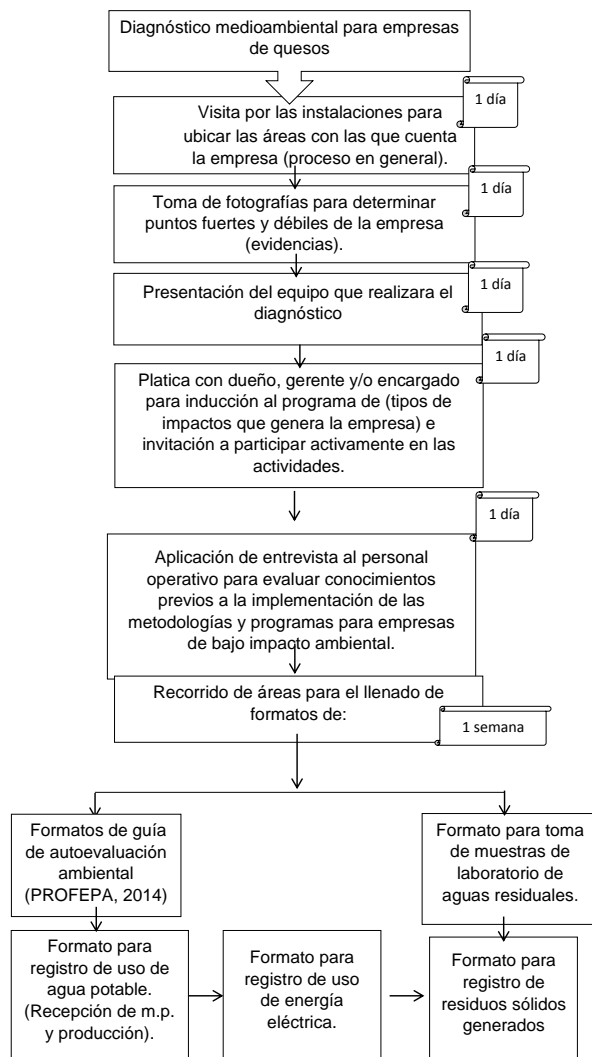 Diagnóstico medioambiental para empresas
de quesos
1 día
Visita por las instalaciones para
ubicar las áreas con las que cuenta
la empresa (proceso en general).
1 día
Toma de fotografías para determinar
puntos fuertes y débiles de la empresa
(evidencias).
1 día
Presentación del equipo que realizara el
diagnóstico
1 día
Platica con dueño, gerente y/o encargado
para inducción al programa de (tipos de
impactos que genera la empresa) e
invitación a participar activamente en las
actividades.
1 día
Aplicación de entrevista al personal
operativo para evaluar conocimientos
previos a la implementación de las
metodologías y programas para empresas
de bajo impacto ambiental.
Recorrido de áreas para el llenado de
formatos de:
1 semana
Formatos de guía
de autoevaluación
ambiental
(PROFEPA, 2014)
Formato para toma
de muestras de
laboratorio de
aguas residuales.
Formato para
registro de uso de
agua potable.
(Recepción de m.p.
y producción).
Formato para
registro de uso
de energía
eléctrica.
Formato para
registro de
residuos sólidos
generados